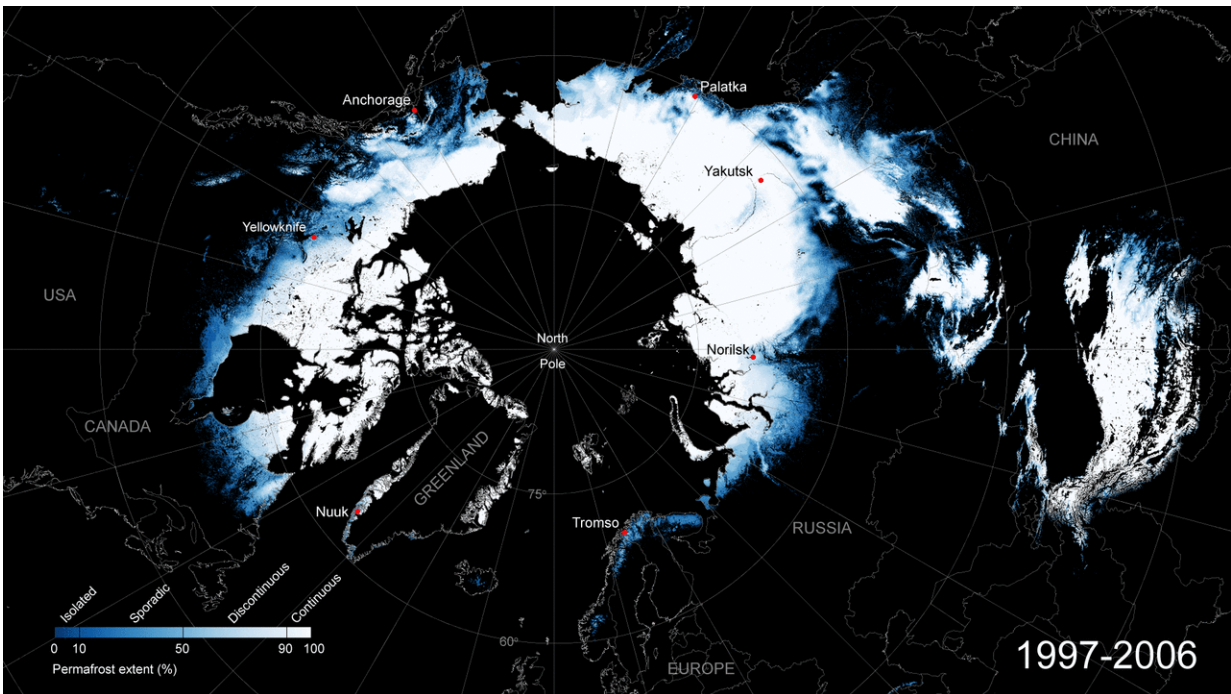 Anchorage
Palatka
CHINA
Yakutsk
Yellowknife
USA
North
Pole
Norilsk
CANADA
GREENLAND
Nuuk
75°
Tromso
RUSSIA
Isolated
Sporadic
Discontinuous
Continuous
0 10 50 90 100
Permafrost extent (%)
60°
EUROPE
1997-2006